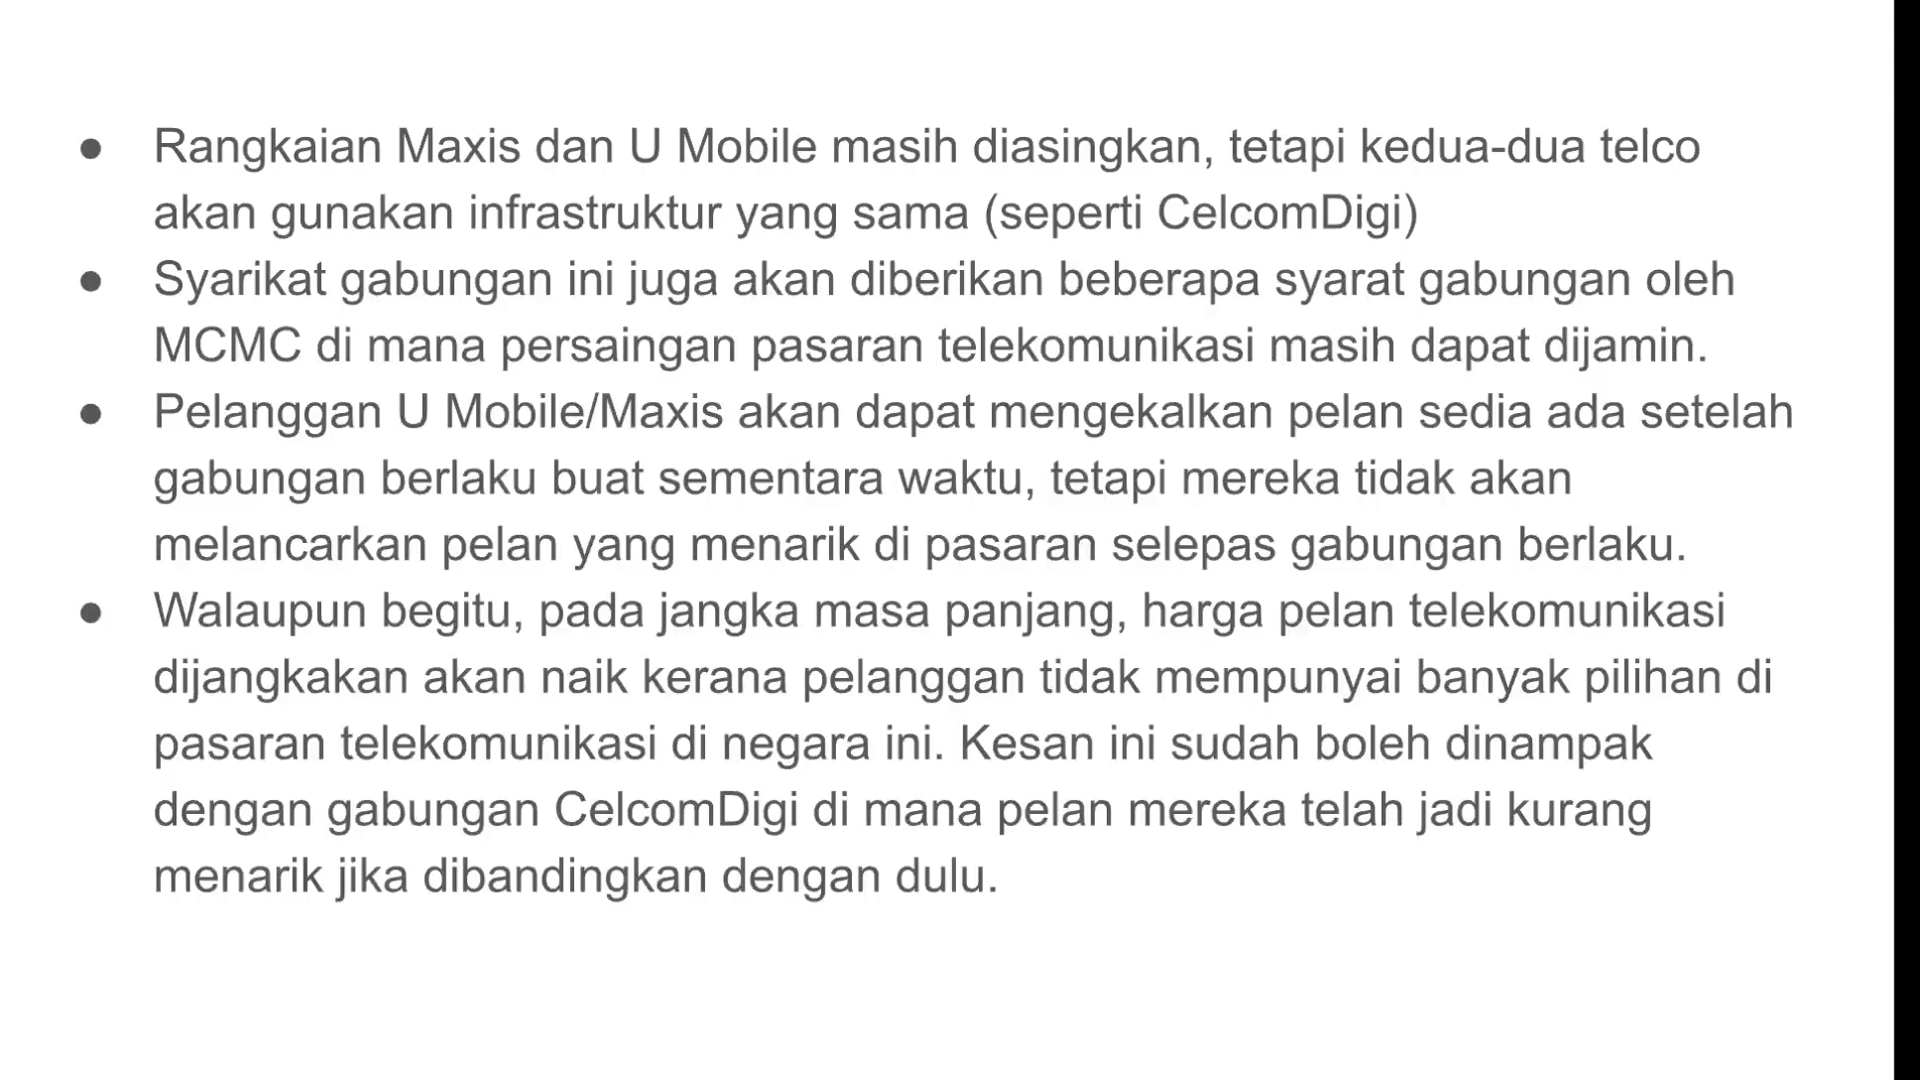 ● Rangkaian Maxis dan U Mobile masih diasingkan, tetapi kedua-dua telco
akan gunakan infrastruktur yang sama (seperti CelcomDigi)
● Syarikat gabungan ini juga akan diberikan beberapa syarat gabungan oleh
MCMC di mana persaingan pasaran telekomunikasi masih dapat dijamin.
● Pelanggan U Mobile/Maxis akan dapat mengekalkan pelan sedia ada setelah
gabungan berlaku buat sementara waktu, tetapi mereka tidak akan
melancarkan pelan yang menarik di pasaran selepas gabungan berlaku.
● Walaupun begitu, pada jangka masa panjang, harga pelan telekomunikasi
dijangkakan akan naik kerana pelanggan tidak mempunyai banyak pilihan di
pasaran telekomunikasi di negara ini. Kesan ini sudah boleh dinampak
dengan gabungan CelcomDigi di mana pelan mereka telah jadi kurang
menarik jika dibandingkan dengan dulu.